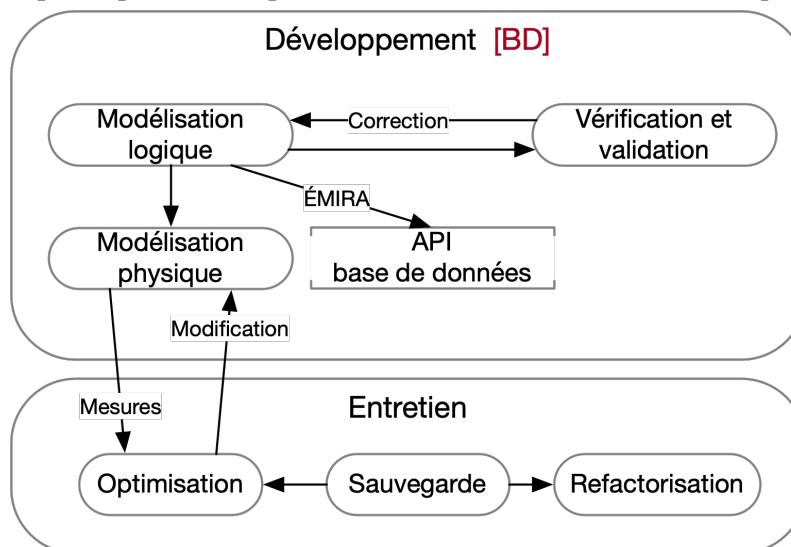 Développement [BD]
Modélisation
logique
Correction
Vérification et
validation
ÉMIRA
Modélisation
physique
API
base de données
Modification
Mesures
Entretien
Optimisation
Sauvegarde
Refactorisation